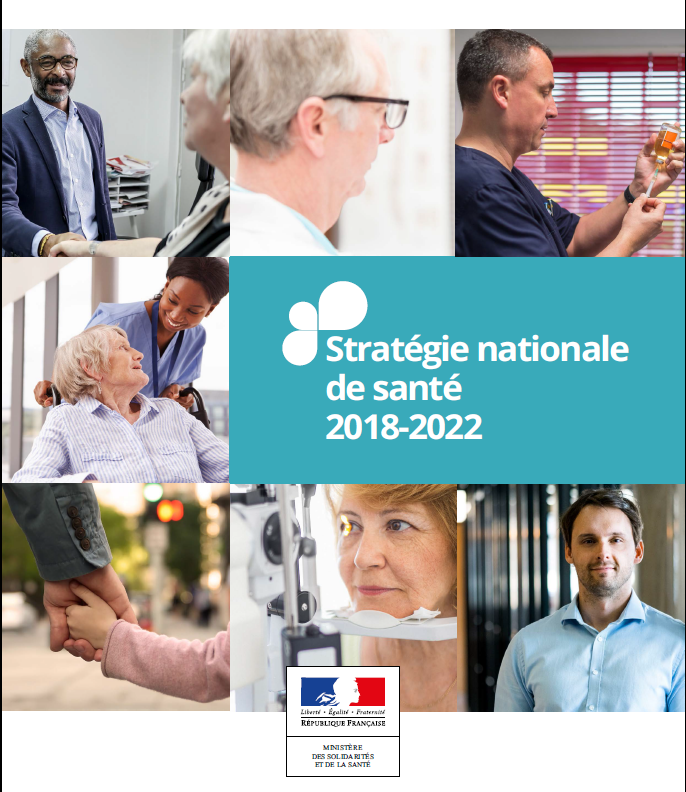 Stratégie nationale
de santé
2018-2022
Liberté • Égalité • Fraternité
RÉPUBLIQUE FRANÇAISE
MINISTÈRE
DES SOLIDARITÉS
ET DE LA SANTÉ